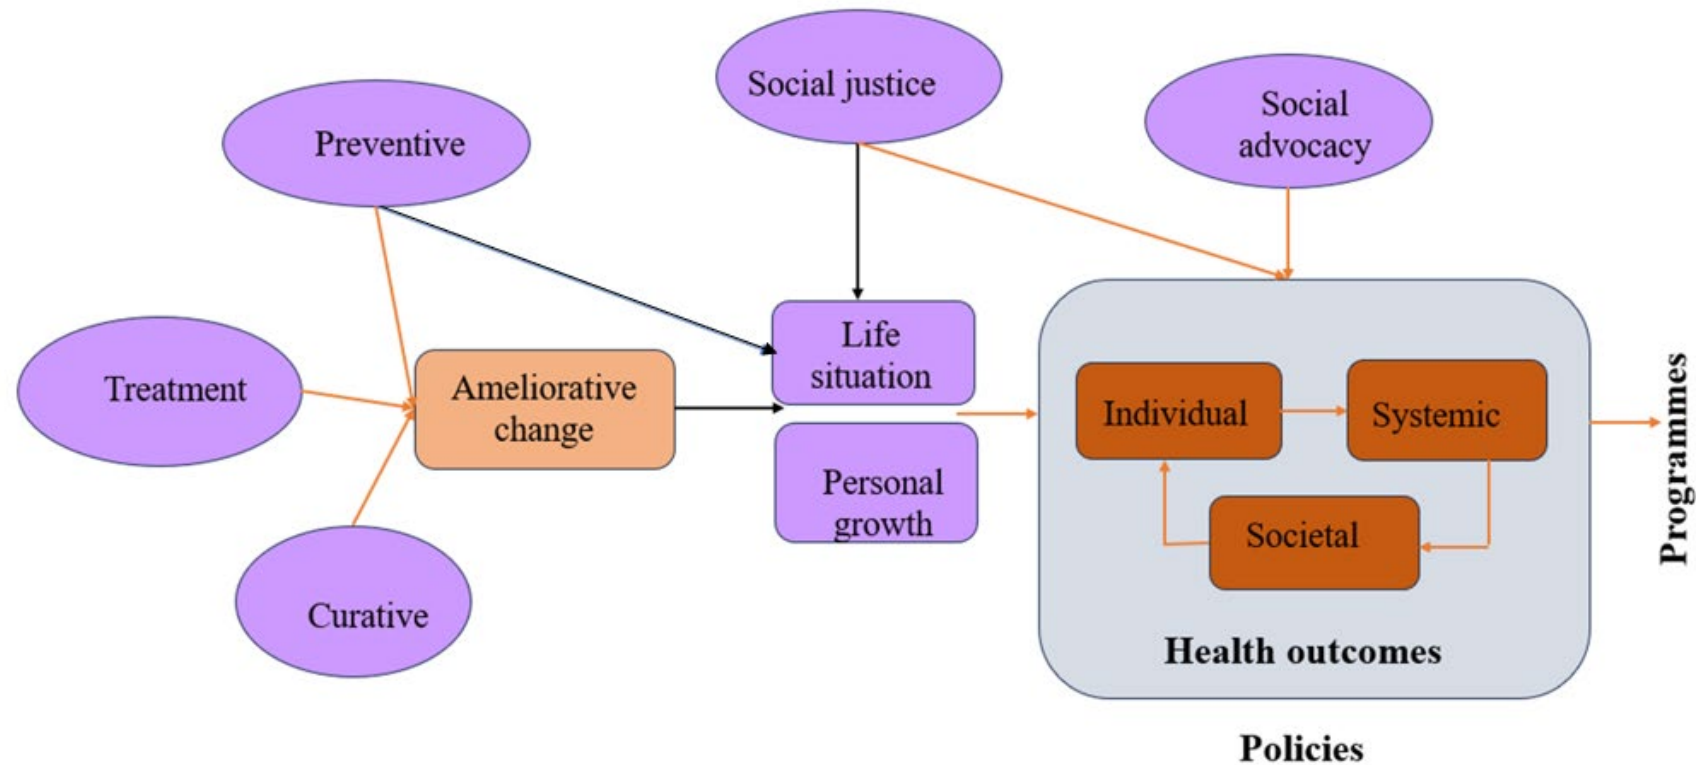 Social justice
Social
advocacy
Preventive
Life
situation
Treatment
Ameliorative
change
Individual
Systemic
Programmes
Personal
growth
Societal
Curative
Health outcomes
Policies